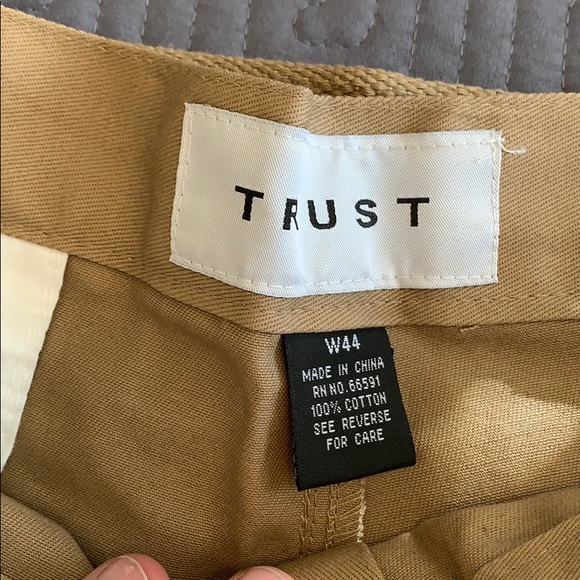 TRUST
W44
MADE IN CHINA
RN NO.66591
100% COTTON
SEE REVERSE
FOR CARE